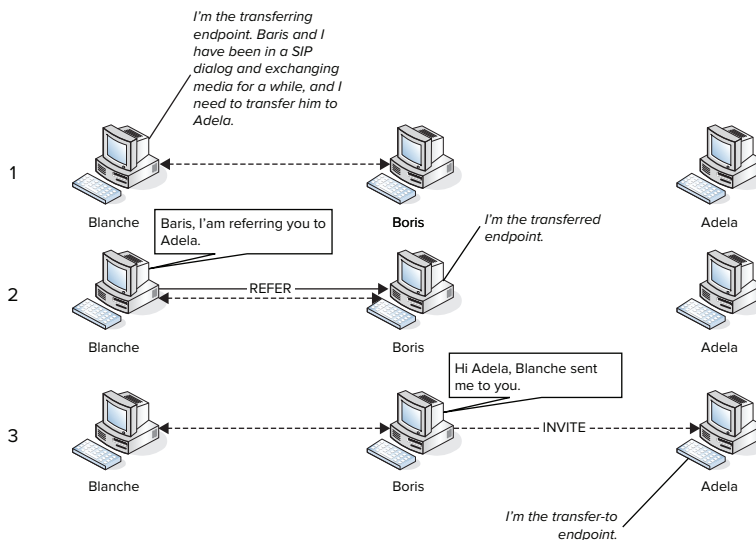 I'm the transferring
endpoint. Baris and I
have been in a SIP
dialog and exchanging
media for a while, and I
need to transfer him to
Adela.
1
Blanche
Boris
Adela
Baris, I'am referring you to
Adela.
I'm the transferred
endpoint.
2
REFER
Blanche
Boris
Adela
Hi Adela, Blanche sent
me to you.
3
INVITE
Blanche
Boris
Adela
I'm the transfer-to
endpoint.